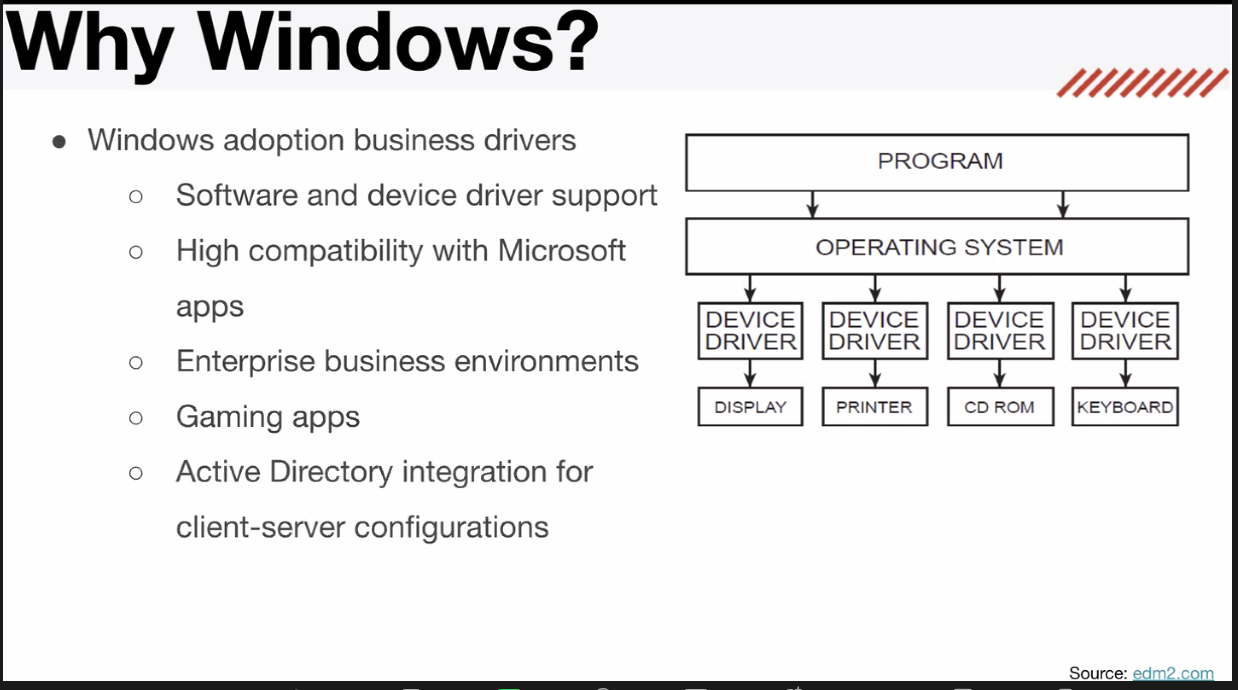 Why Windows?
● Windows adoption business drivers
○ Software and device driver support
○ High compatibility with Microsoft
apps
○ Enterprise business environments
○ Gaming apps
○ Active Directory integration for
client-server configurations
PROGRAM
OPERATING SYSTEM
DEVICE
DRIVER
DEVICE
DRIVER
DEVICE
DRIVER
DEVICE
DRIVER
DISPLAY
PRINTER
CD ROM
KEYBOARD
Source: edm2.com